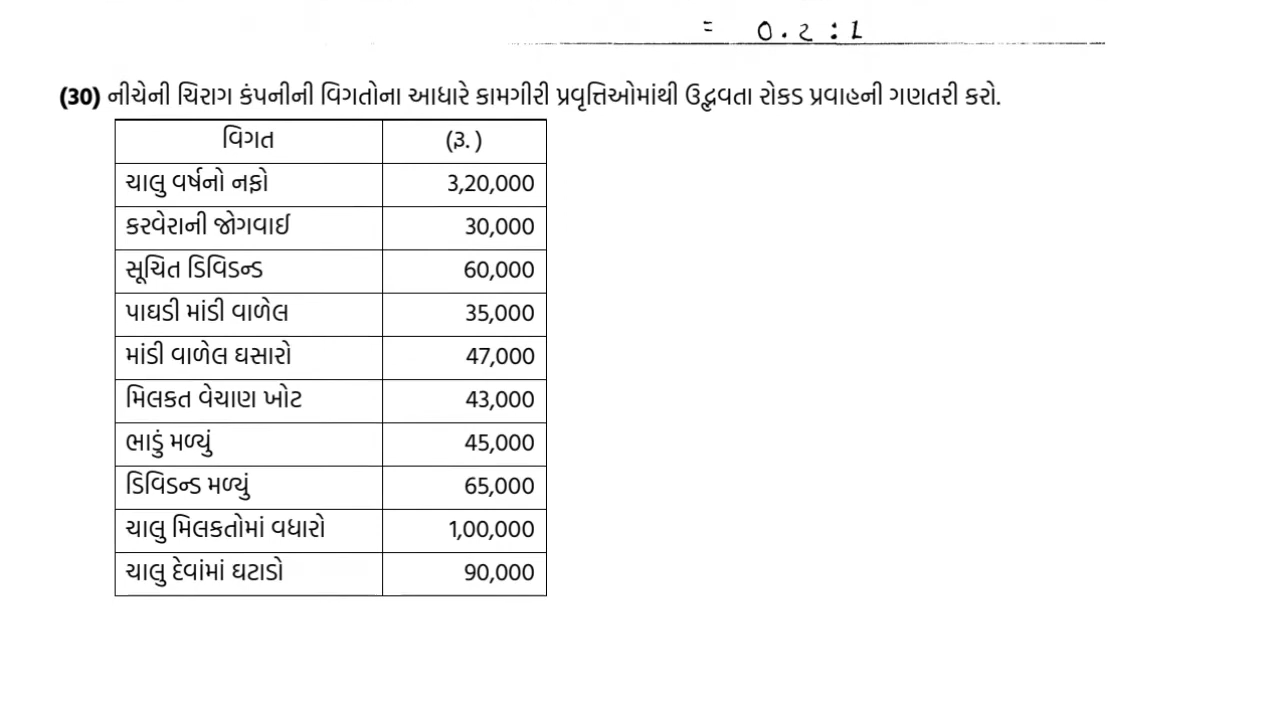 = 0.2:1
(30) નીચેની ચિરાગ કંપનીની વિગતોના આધારે કામગીરી પ્રવૃત્તિઓમાંથી ઉદ્ભવતા રોકડ પ્રવાહની ગણતરી કરો.
વિગત (રૂ.)
ચાલુ વર્ષનો નફો 3,20,000
કરવેરાની જોગવાઈ 30,000
સૂચિત ડિવિડન્ડ 60,000
પાઘડી માંડી વાળેલ 35,000
માંડી વાળેલ ઘસારો 47,000
મિલકત વેચાણ ખોટ 43,000
ભાડું મળ્યું 45,000
ડિવિડન્ડ મળ્યું 65,000
ચાલુ મિલકતોમાં વધારો 1,00,000
ચાલુ દેવાંમાં ઘટાડો 90,000